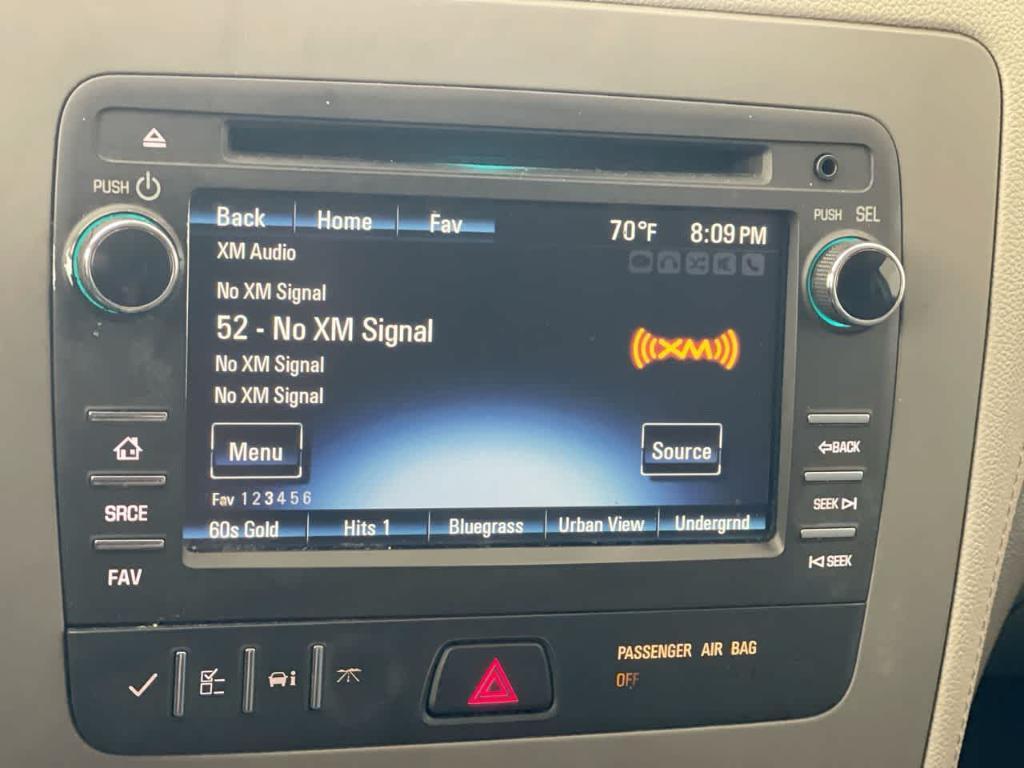 PUSH
PUSH SEL
Back Home Fav 70°F 8:09 PM
XM Audio
No XM Signal
52 - No XM Signal
XM
No XM Signal
No XM Signal
Menu Source
Fav 1 2 3 4 5 6
60s Gold Hits 1 Bluegrass Urban View Undergrnd
SRCE
FAV
BACK
SEEK
SEEK
PASSENGER AIR BAG
OFF